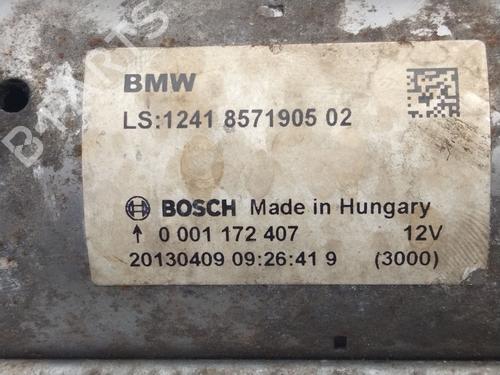 BMW
LS:1241 8571905 02
BOSCH Made in Hungary
↑ 0 001 172 407 12V
20130409 09:26:41 9 (3000)